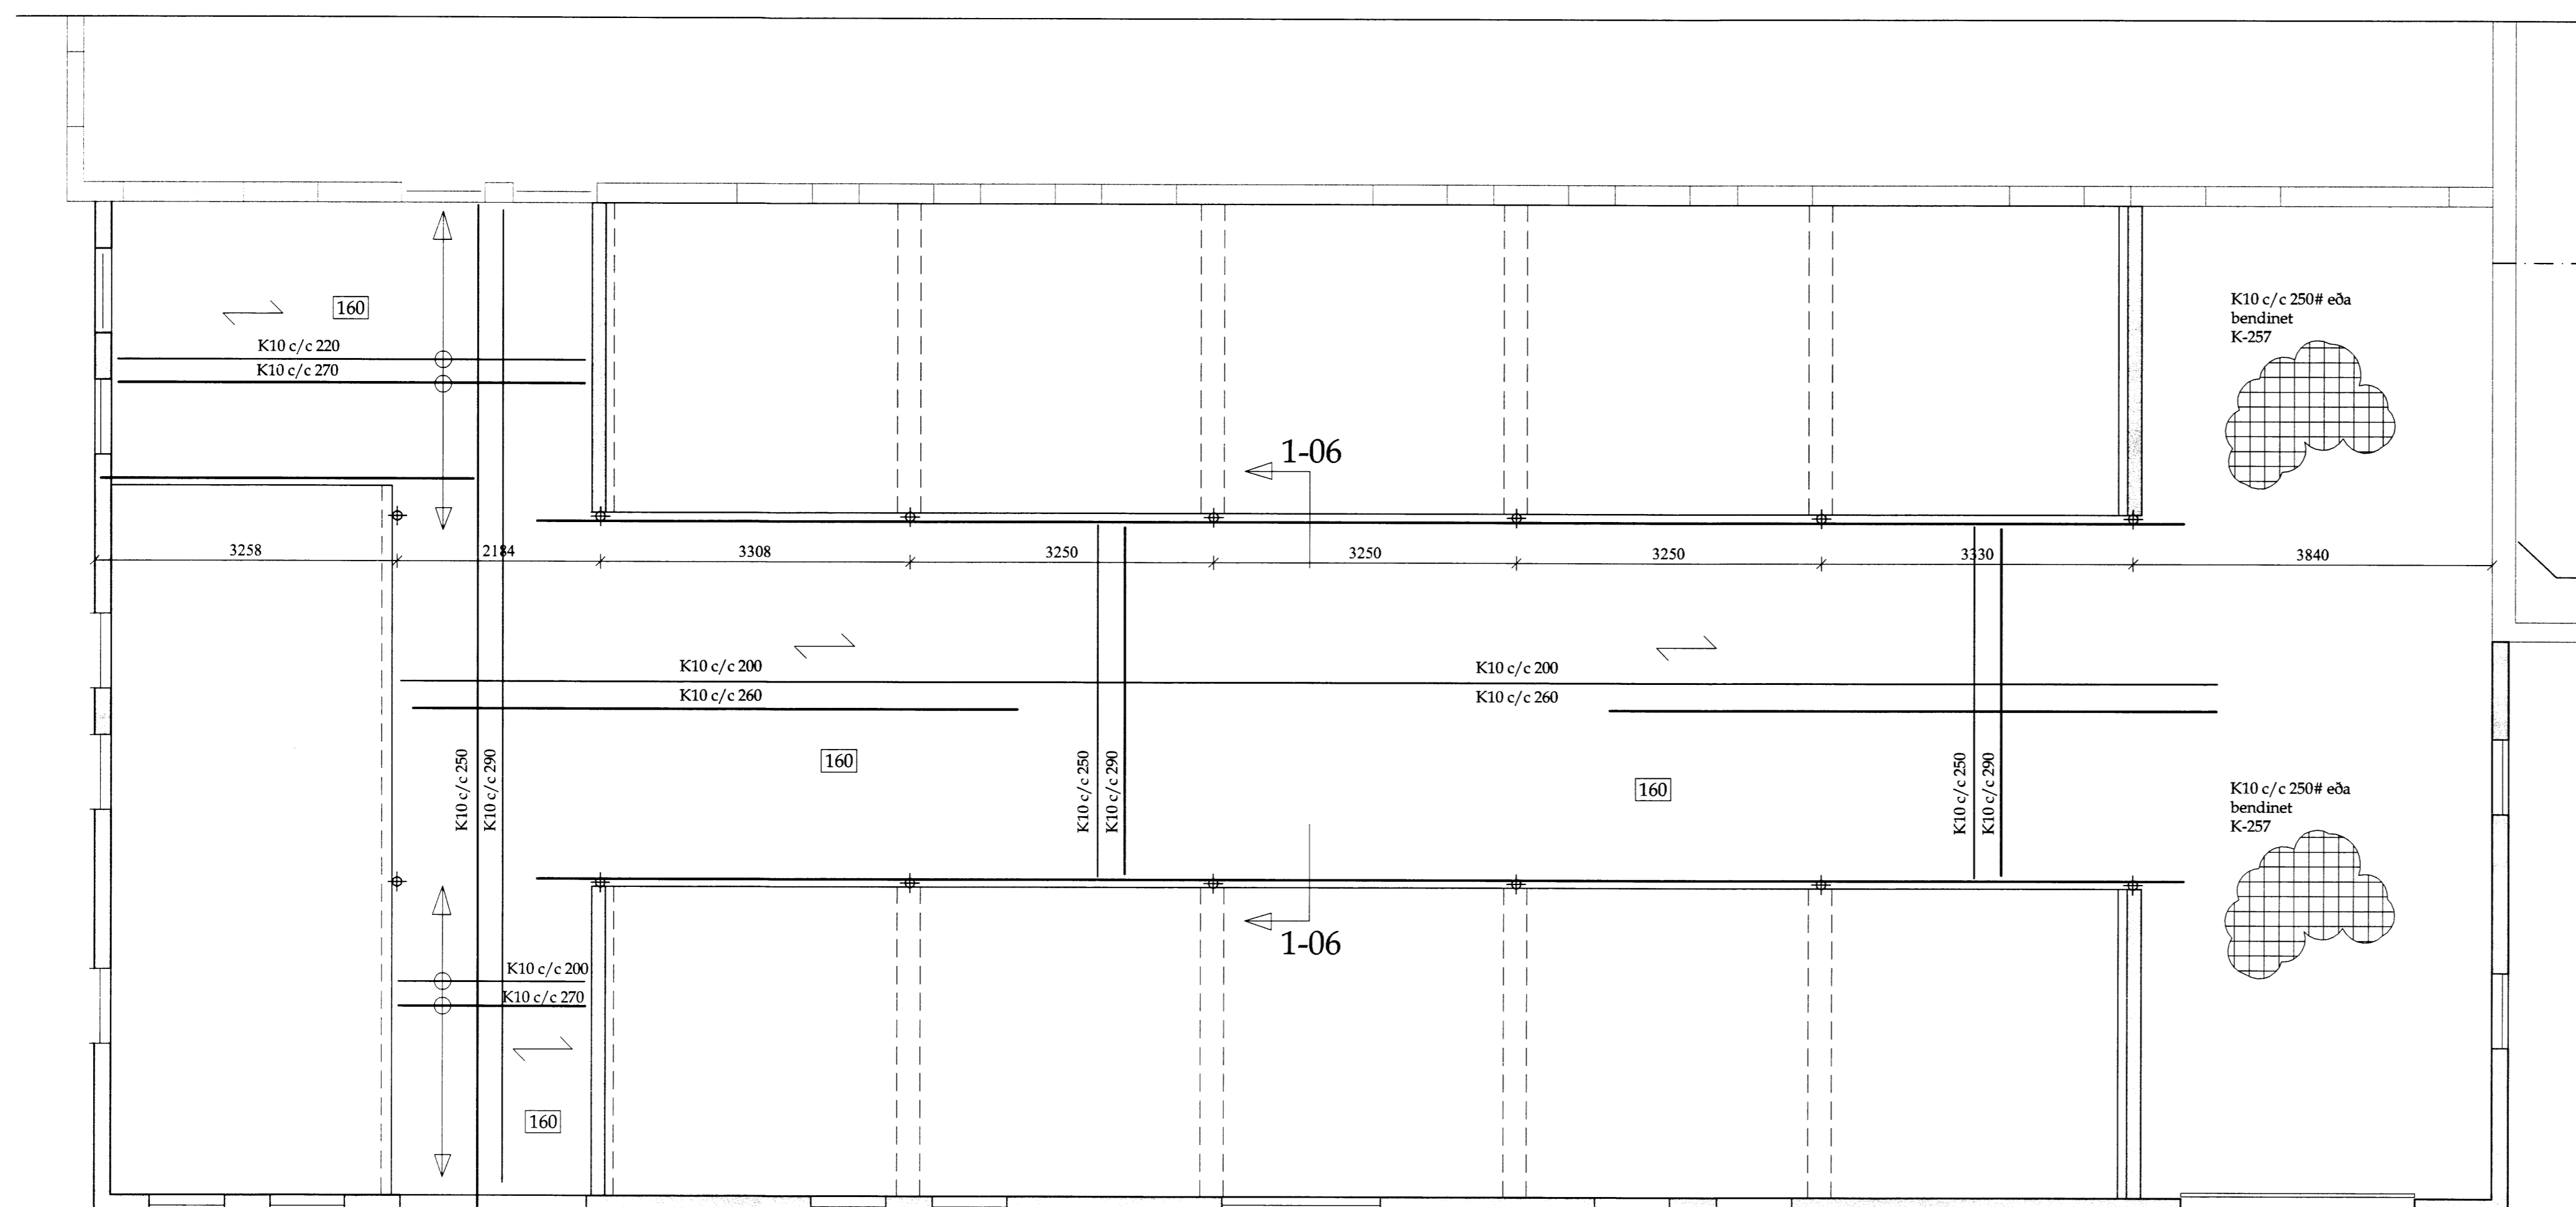 K10 c/c 250# eða
bendinet
K-257
160
K10 c/c 220
K10 c/c 270
1-06
3258
2184
3308
3250
3250
3250
3330
3840
K10 c/c 200
K10 c/c 260
K10 c/c 200
K10 c/c 260
K10 c/c 250
K10 c/c 290
160
K10 c/c 250
K10 c/c 290
160
K10 c/c 250
K10 c/c 290
K10 c/c 250# eða
bendinet
K-257
1-06
K10 c/c 200
K10 c/c 270
160